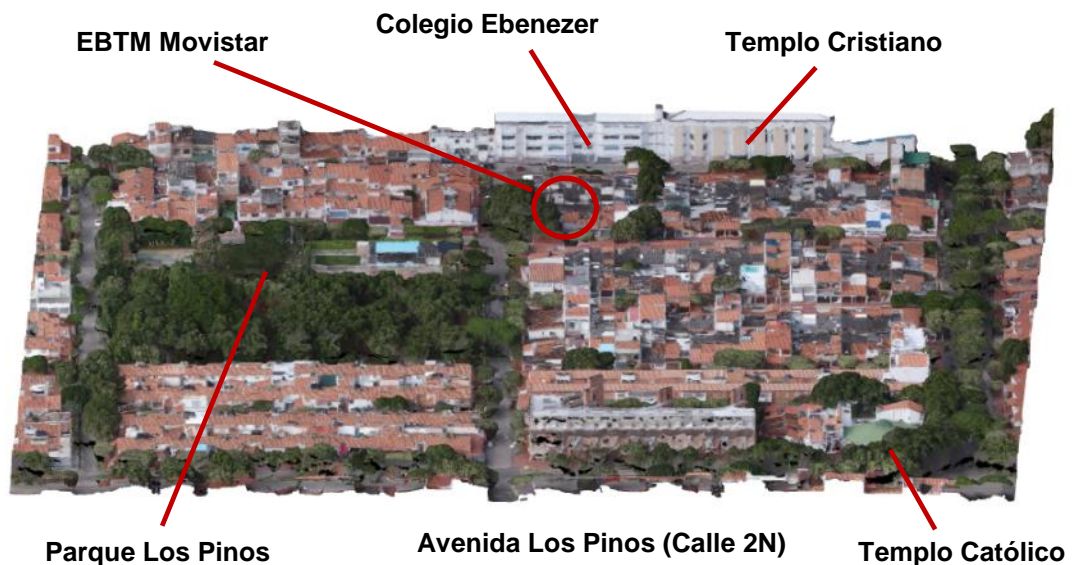 Colegio Ebenezer
EBTM Movistar
Templo Cristiano
Parque Los Pinos
Avenida Los Pinos (Calle 2N)
Templo Católico